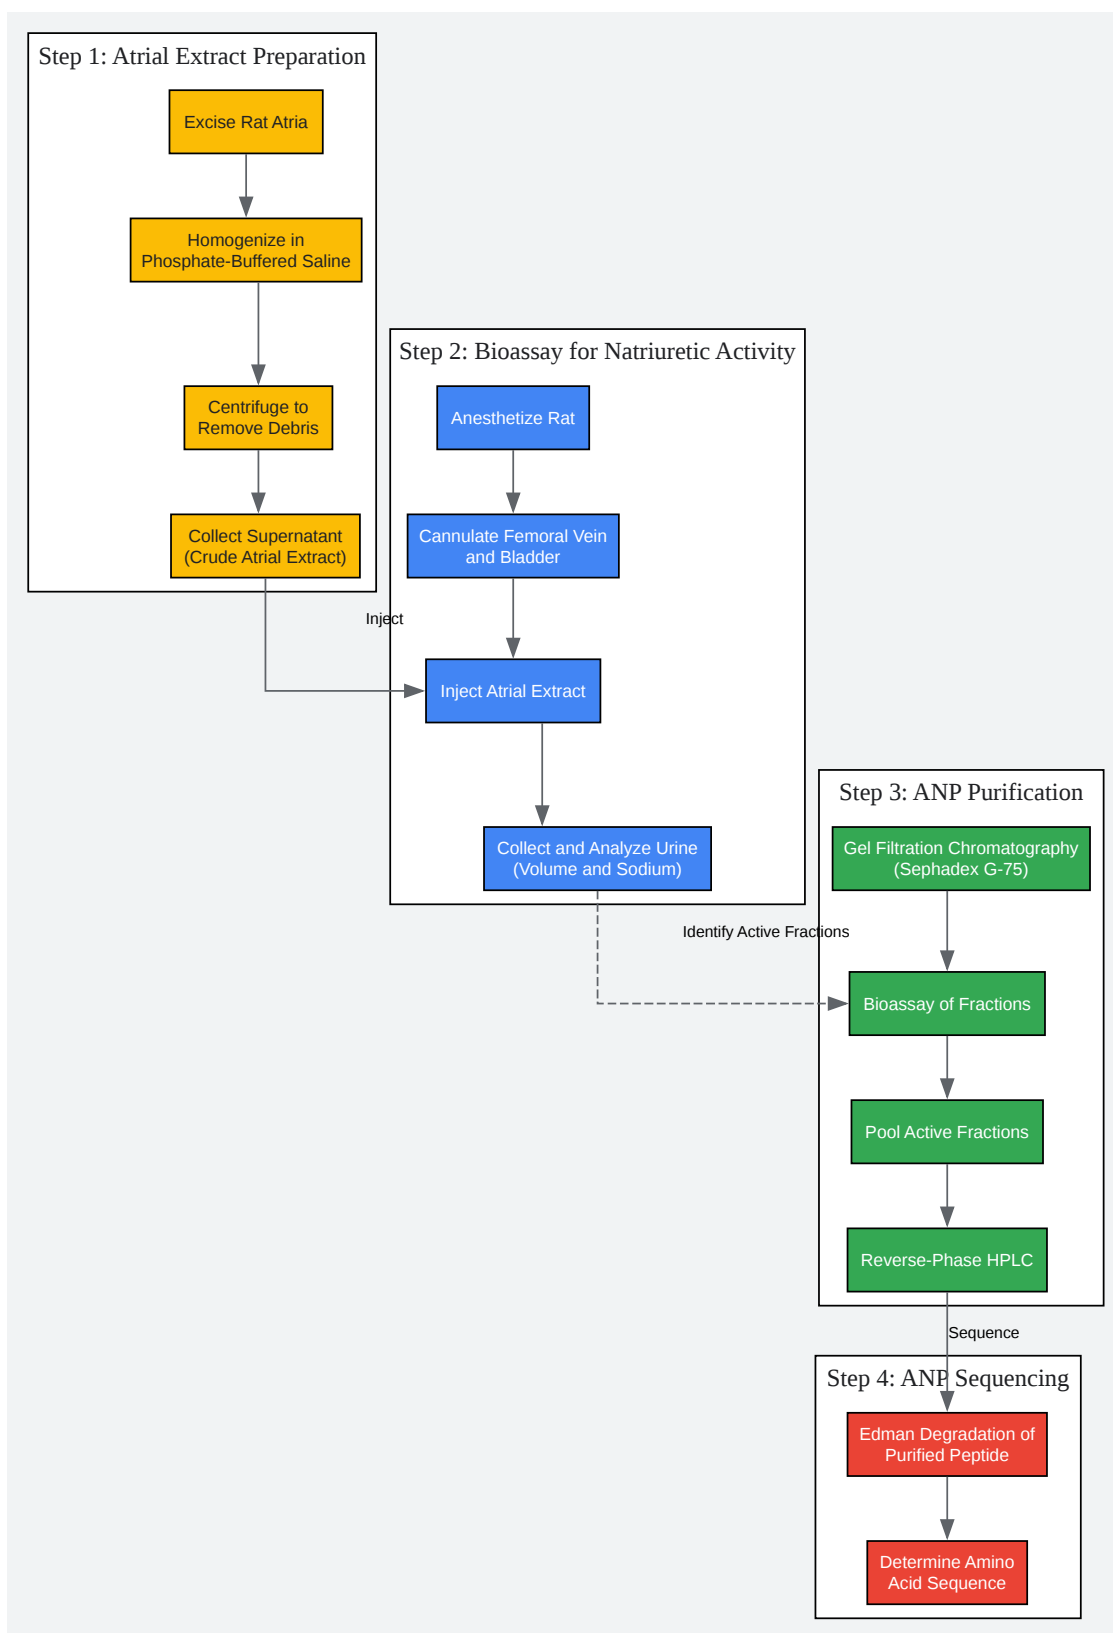 Step 1: Atrial Extract Preparation
Excise Rat Atria
Homogenize in
Phosphate-Buffered Saline
Centrifuge to
Remove Debris
Collect Supernatant
(Crude Atrial Extract)
Inject
Step 2: Bioassay for Natriuretic Activity
Anesthetize Rat
Cannulate Femoral Vein
and Bladder
Inject Atrial Extract
Collect and Analyze Urine
(Volume and Sodium)
Identify Active Fractions
Step 3: ANP Purification
Gel Filtration Chromatography
(Sephadex G-75)
Bioassay of Fractions
Pool Active Fractions
Reverse-Phase HPLC
Sequence
Step 4: ANP Sequencing
Edman Degradation of
Purified Peptide
Determine Amino
Acid Sequence